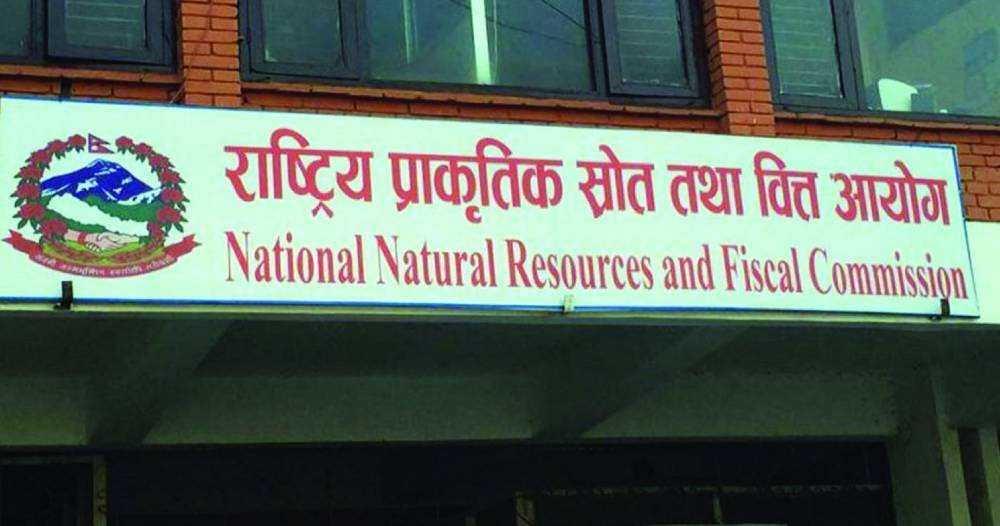 राष्ट्रिय प्राकृतिक स्रोत तथा वित्त आयोग
National Natural Resources and Fiscal Commission